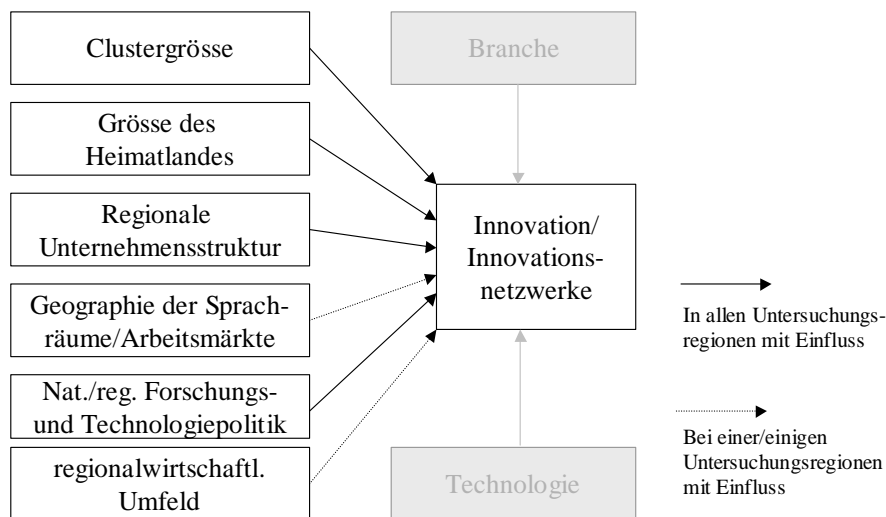 Clustergrösse
Branche
Grösse des
Heimatlandes
Regionale
Unternehmensstruktur
Geographie der Sprach-
räume/Arbeitsmärkte
Nat./reg. Forschungs-
und Technologiepolitik
regionalwirtschaftl.
Umfeld
Innovation/
Innovations-
netzwerke
Technologie
In allen Untersuchungs-
regionen mit Einfluss
Bei einer/einigen
Untersuchungsregionen
mit Einfluss